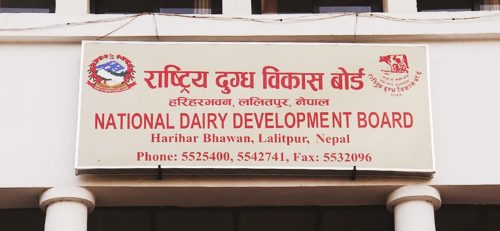 राष्ट्रिय दुग्ध विकास बोर्ड
हरिहरभवन, ललितपुर, नेपाल
NATIONAL DAIRY DEVELOPMENT BOARD
Harihar Bhawan, Lalitpur, Nepal
Phone: 5525400, 5542741, Fax: 5532096